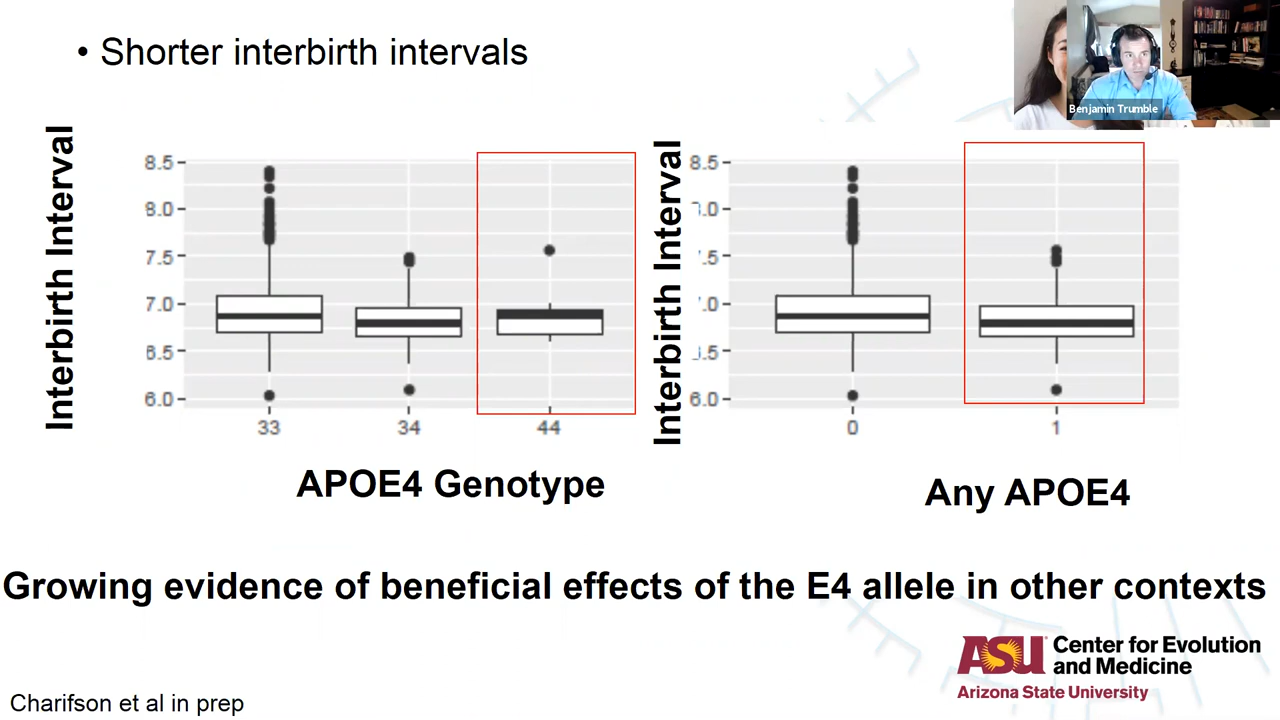 • Shorter interbirth intervals
Benjamin Trumble
Interbirth Interval
8.5
8.0
7.5
7.0
6.5
6.0
33
34
44
APOE4 Genotype
Interbirth Interval
8.5
.0
.5
.0
.5
6.0
0
1
Any APOE4
Growing evidence of beneficial effects of the E4 allele in other contexts
ASU Center for Evolution
and Medicine
Arizona State University
Charifson et al in prep